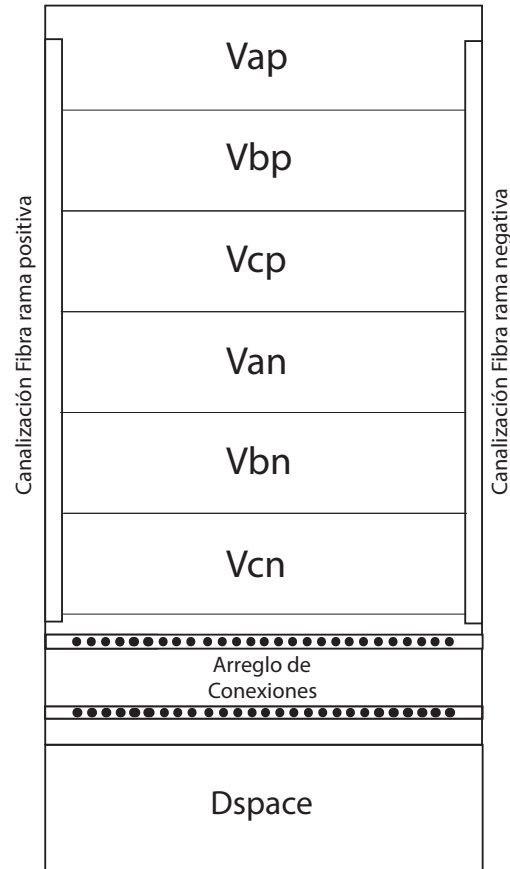 Vap
Vbp
Vcp
Van
Vbn
Vcn
Canalización Fibra rama positiva
Canalización Fibra rama negativa
Arreglo de
Conexiones
Dspace